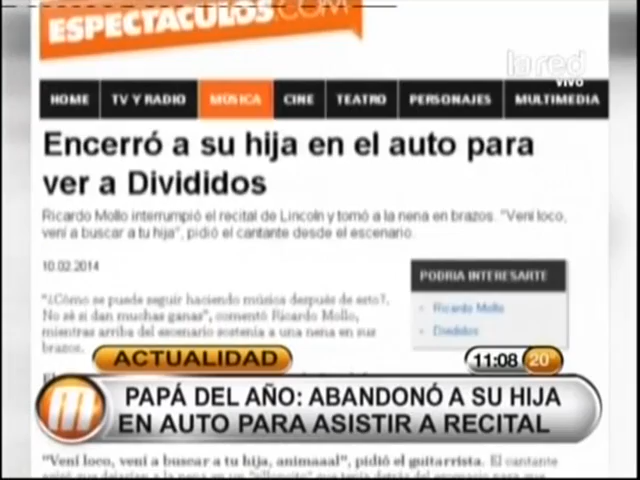 ESPECTACULOS.COM
la red
VIVO
HOME TV Y RADIO MÚSICA CINE TEATRO PERSONAJES MULTIMEDIA
Encerró a su hija en el auto para
ver a Divididos
Ricardo Mollo interrumpió el recital de Lincoln y tomó a la nena en brazos. "Vení loco,
vení a buscar a tu hija", pidió el cantante desde el escenario.
10.02.2014
PODRIA INTERESARTE
Ricardo Mollo
Divididos
"¿Cómo se puede seguir haciendo música después de esto?.
No sé si dan muchas ganas", comentó Ricardo Mollo,
mientras arriba del escenario sostenía a una nena en sus
brazos.
ACTUALIDAD
11:08 20°
PAPÁ DEL AÑO: ABANDONÓ A SU HIJA
EN AUTO PARA ASISTIR A RECITAL
"Vení loco, vení a buscar a tu hija, animaaal", pidió el guitarrista. El cantante